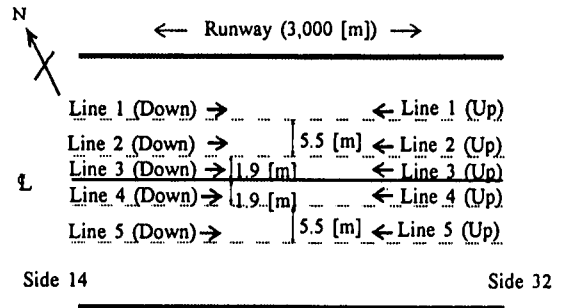 N
← Runway (3,000 [m]) →
Line 1 (Down) → ← Line 1 (Up)
Line 2 (Down) → 5.5 [m] ← Line 2 (Up)
Line 3 (Down) → 1.9 [m] ← Line 3 (Up)
℄ Line 4 (Down) → 1.9 [m] ← Line 4 (Up)
Line 5 (Down) → 5.5 [m] ← Line 5 (Up)
Side 14 Side 32